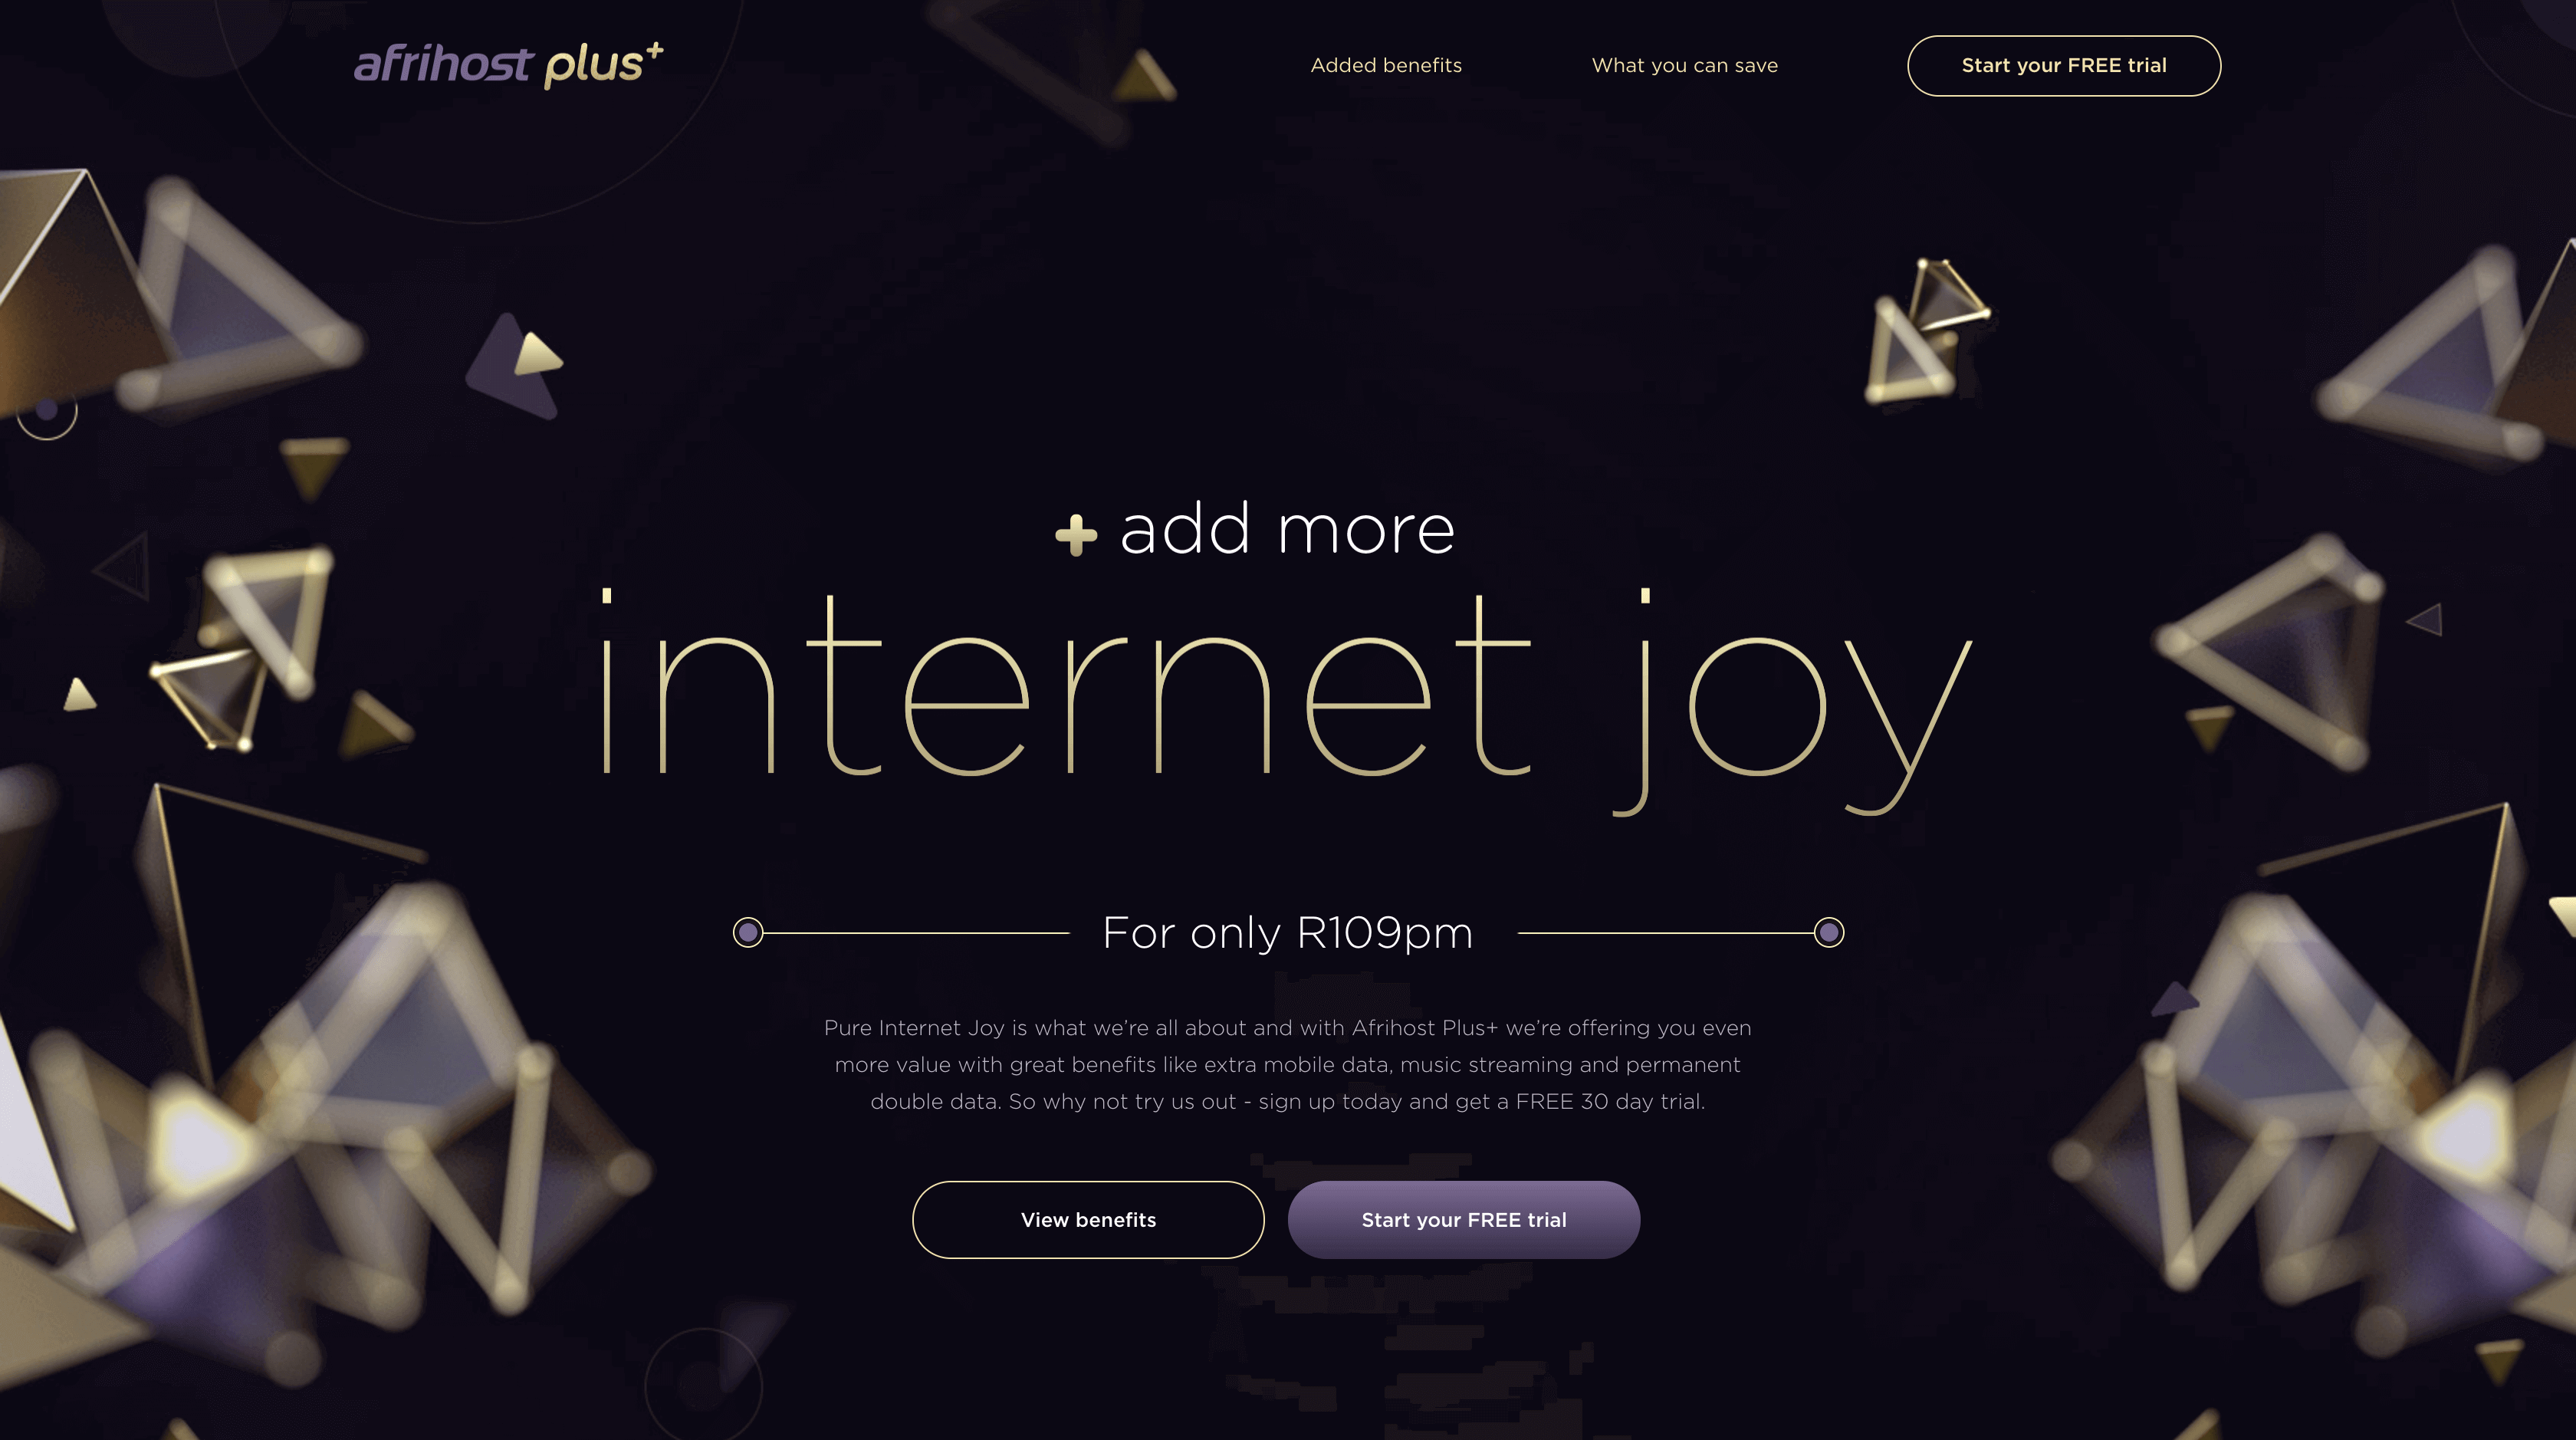 afrihost plus+
Added benefits
What you can save
Start your FREE trial
+ add more
internet joy
For only R109pm
Pure Internet Joy is what we’re all about and with Afrihost Plus+ we’re offering you even
more value with great benefits like extra mobile data, music streaming and permanent
double data. So why not try us out - sign up today and get a FREE 30 day trial.
View benefits
Start your FREE trial